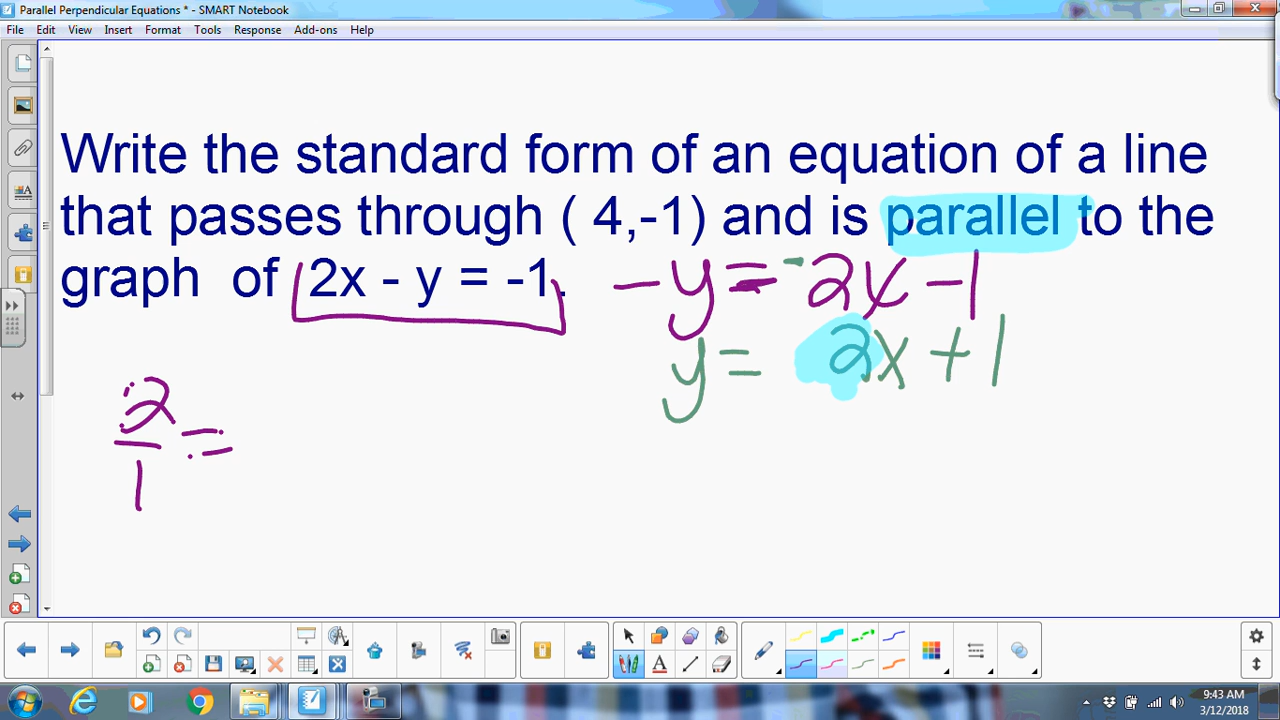 Parallel Perpendicular Equations * - SMART Notebook
File Edit View Insert Format Tools Response Add-ons Help
Write the standard form of an equation of a line
that passes through ( 4,-1) and is parallel to the
graph of 2x - y = -1.
-y = -2x - 1
y = 2x + 1
2/1 =
9:43 AM
3/12/2018